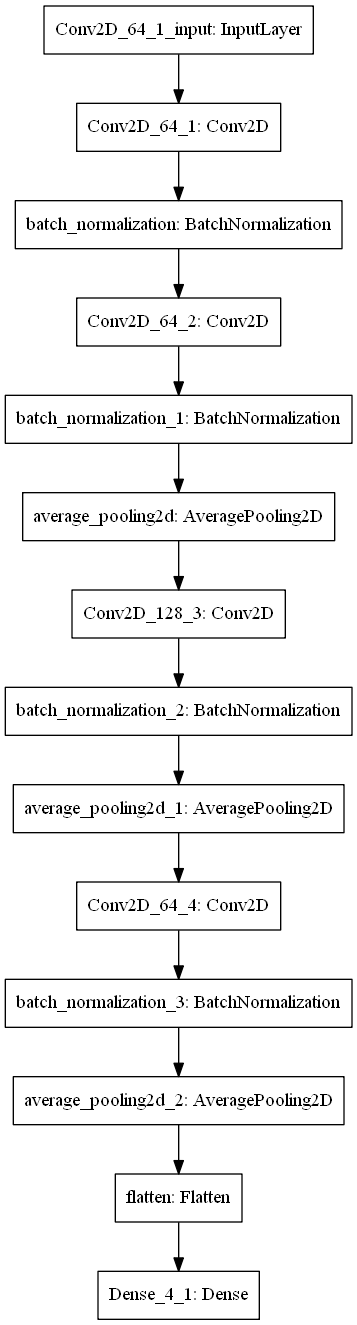 Conv2D_64_1_input: InputLayer
Conv2D_64_1: Conv2D
batch_normalization: BatchNormalization
Conv2D_64_2: Conv2D
batch_normalization_1: BatchNormalization
average_pooling2d: AveragePooling2D
Conv2D_128_3: Conv2D
batch_normalization_2: BatchNormalization
average_pooling2d_1: AveragePooling2D
Conv2D_64_4: Conv2D
batch_normalization_3: BatchNormalization
average_pooling2d_2: AveragePooling2D
flatten: Flatten
Dense_4_1: Dense